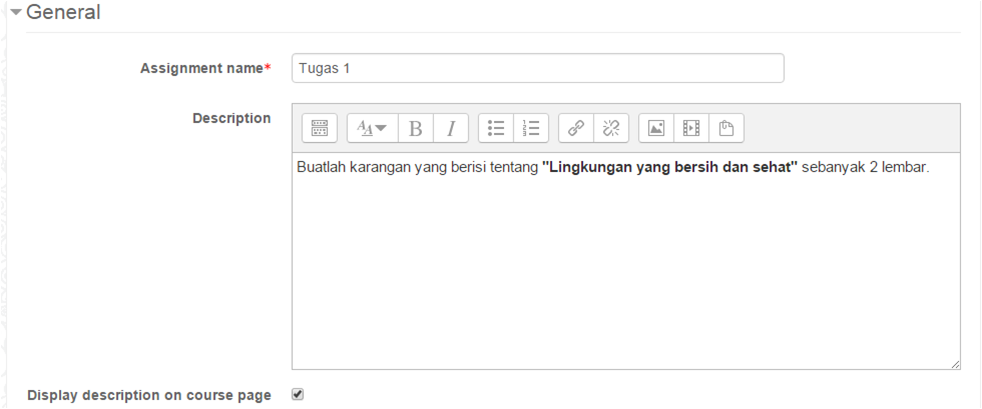 General
Assignment name*
Tugas 1
Description
Buatlah karangan yang berisi tentang "Lingkungan yang bersih dan sehat" sebanyak 2 lembar.
Display description on course page